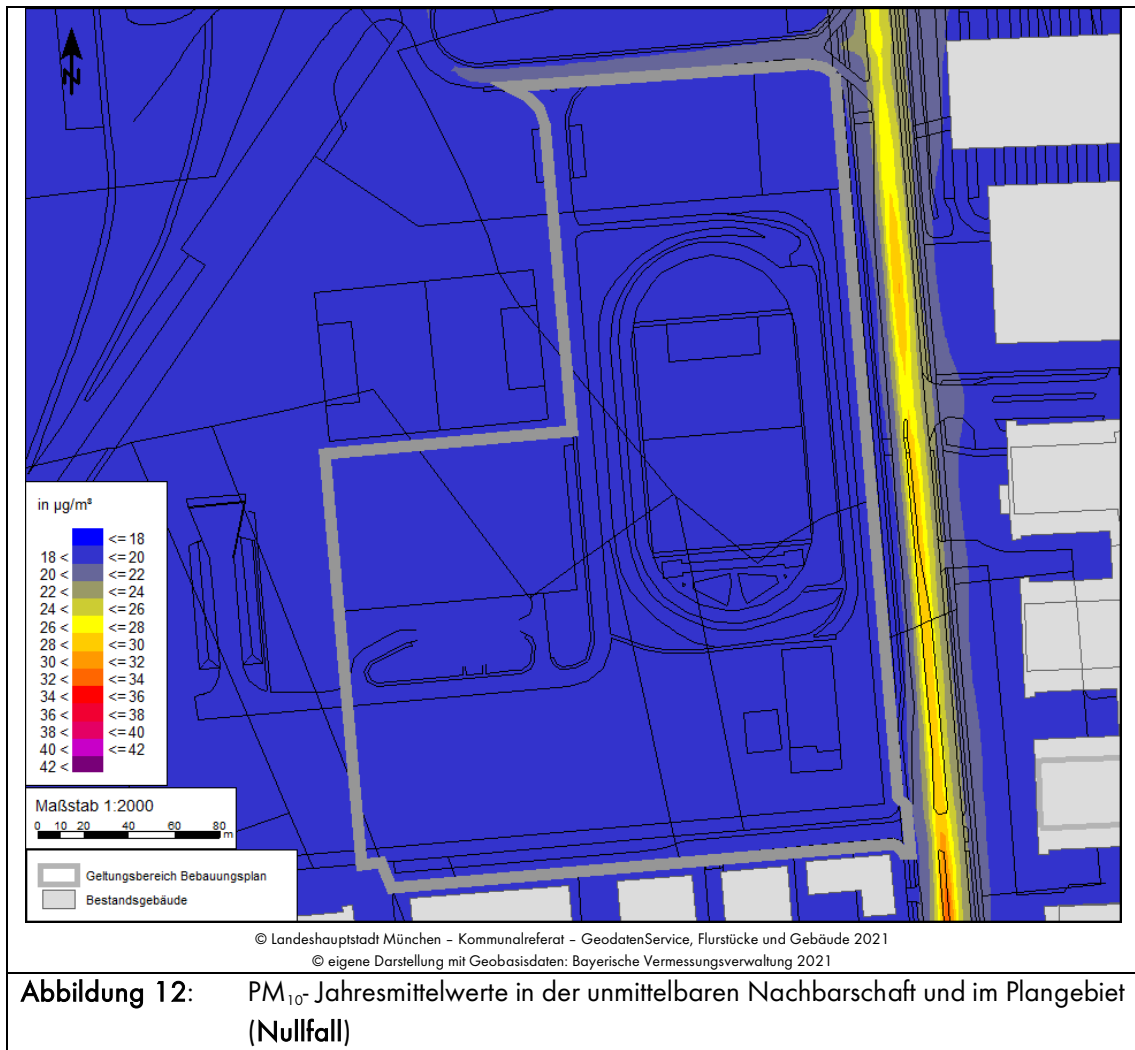 N
in µg/m³
<= 18
18 < <= 20
20 < <= 22
22 < <= 24
24 < <= 26
26 < <= 28
28 < <= 30
30 < <= 32
32 < <= 34
34 < <= 36
36 < <= 38
38 < <= 40
40 < <= 42
42 <
Maßstab 1:2000
0 10 20 40 60 80
m
Geltungsbereich Bebauungsplan
Bestandsgebäude
© Landeshauptstadt München – Kommunalreferat – GeodatenService, Flurstücke und Gebäude 2021
© eigene Darstellung mit Geobasisdaten: Bayerische Vermessungsverwaltung 2021
Abbildung 12: PM₁₀- Jahresmittelwerte in der unmittelbaren Nachbarschaft und im Plangebiet
(Nullfall)